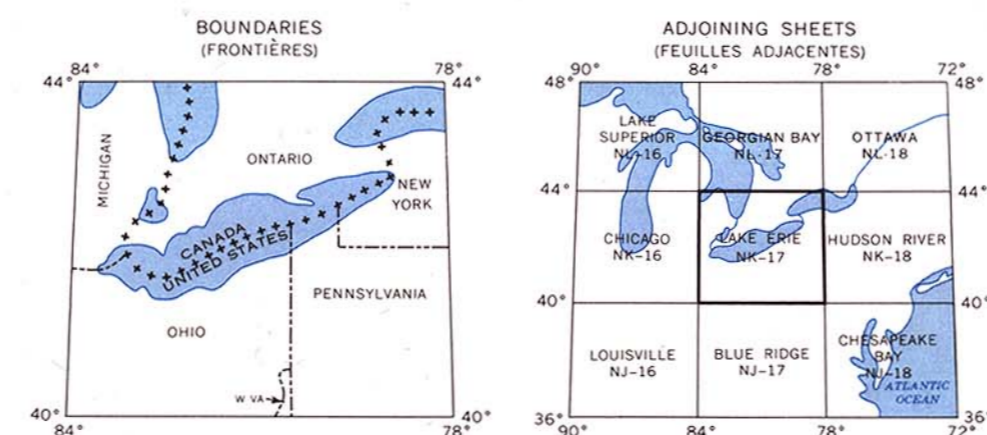 BOUNDARIES
(FRONTIÈRES)
84°
78°
44°
44°
MICHIGAN
ONTARIO
NEW
YORK
CANADA
UNITED STATES
PENNSYLVANIA
OHIO
W VA
40°
40°
84°
78°
ADJOINING SHEETS
(FEUILLES ADJACENTES)
90°
84°
78°
72°
48°
48°
LAKE
SUPERIOR
NL-16
GEORGIAN BAY
NL-17
OTTAWA
NL-18
44°
44°
CHICAGO
NK-16
LAKE ERIE
NK-17
HUDSON RIVER
NK-18
40°
40°
LOUISVILLE
NJ-16
BLUE RIDGE
NJ-17
CHESAPEAKE
BAY
NJ-18
ATLANTIC
OCEAN
36°
36°
90°
84°
78°
72°